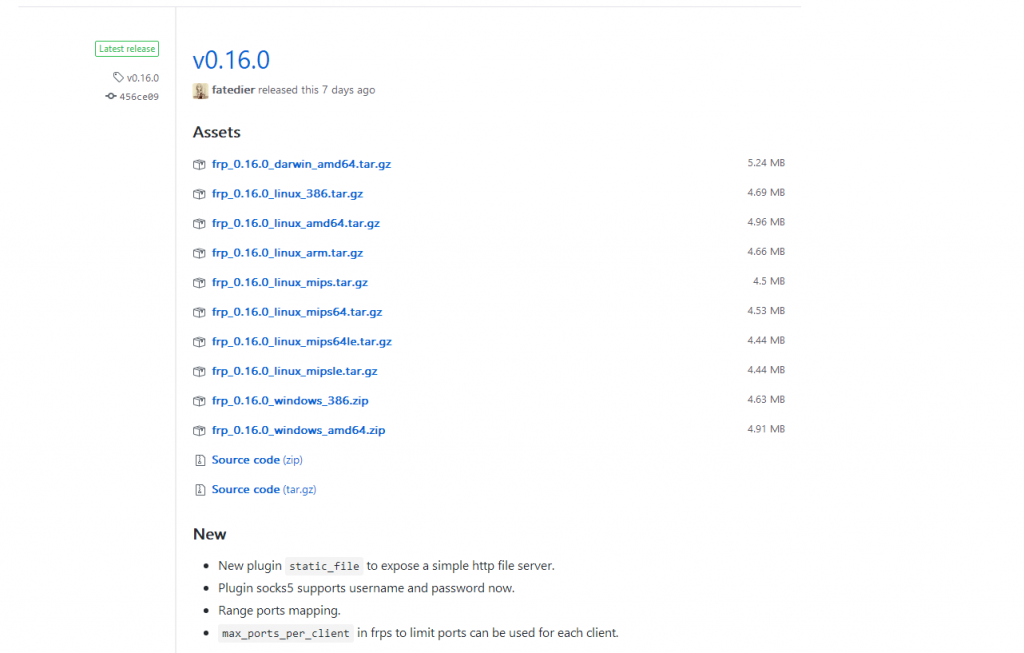 Latest release
v0.16.0
456ce09
v0.16.0
fatedier released this 7 days ago
Assets
frp_0.16.0_darwin_amd64.tar.gz 5.24 MB
frp_0.16.0_linux_386.tar.gz 4.69 MB
frp_0.16.0_linux_amd64.tar.gz 4.96 MB
frp_0.16.0_linux_arm.tar.gz 4.66 MB
frp_0.16.0_linux_mips.tar.gz 4.5 MB
frp_0.16.0_linux_mips64.tar.gz 4.53 MB
frp_0.16.0_linux_mips64le.tar.gz 4.44 MB
frp_0.16.0_linux_mipsle.tar.gz 4.44 MB
frp_0.16.0_windows_386.zip 4.63 MB
frp_0.16.0_windows_amd64.zip 4.91 MB
Source code (zip)
Source code (tar.gz)
New
New plugin static_file to expose a simple http file server.
Plugin socks5 supports username and password now.
Range ports mapping.
max_ports_per_client in frps to limit ports can be used for each client.